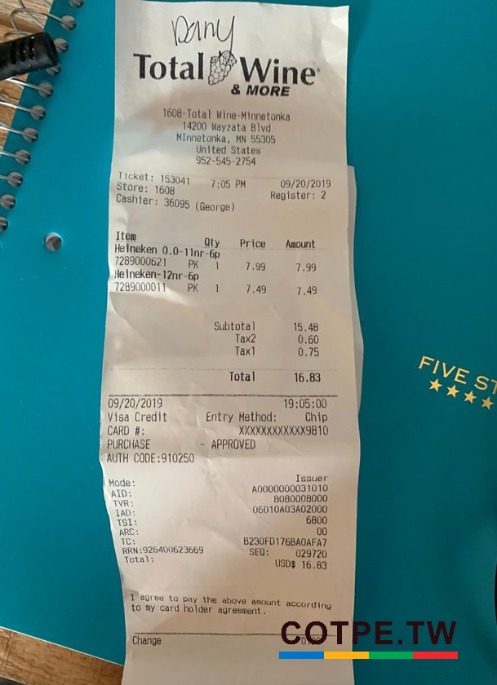 Dany
Total Wine
& MORE
1608-Total Wine-Minnetonka
14200 Wayzata Blvd
Minnetonka, MN 55305
United States
952-545-2754
Ticket: 153041 7:05 PM 09/20/2019
Store: 1608 Register: 2
Cashier: 36095 (George)
Item Qty Price Amount
Heineken 0.0-11nr-6p
7289000621 PK 1 7.99 7.99
Heineken-12nr-6p
7289000011 PK 1 7.49 7.49
Subtotal 15.48
Tax2 0.60
Tax1 0.75
Total 16.83
09/20/2019 19:05:00
Visa Credit Entry Method: Chip
CARD #: XXXXXXXXXXXX9810
PURCHASE - APPROVED
AUTH CODE:910250
Mode: Issuer
AID: A0000000031010
TVR: 8080008000
IAD: 06010A03A02000
TSI: 6800
ARC: 00
TC: B230FD176BA0AFA7
RRN:926400623669 SEQ: 029720
Total: USD$ 16.83
I agree to pay the above amount according
to my card holder agreement.
Change
FIVE ST
COTPE.TW